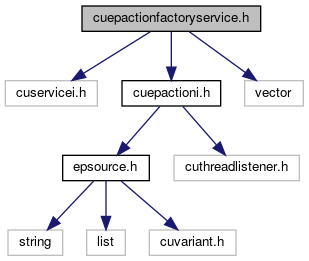 cuepactionfactoryservice.h
cuservicei.h
cuepactioni.h
vector
epsource.h
cuthreadlistener.h
string
list
cuvariant.h